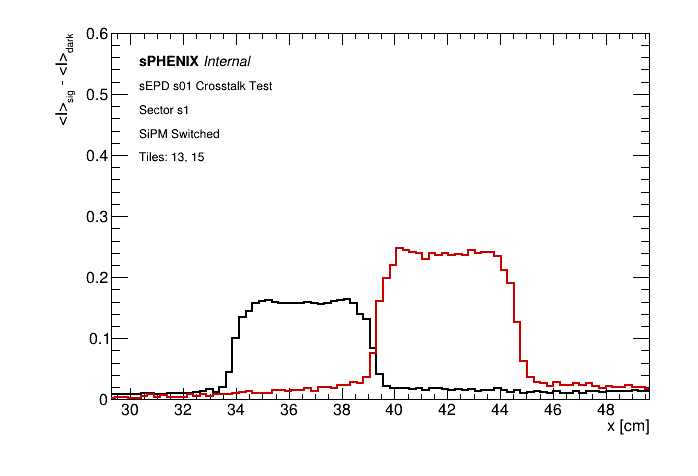 0.6
0.5
0.4
0.3
0.2
0.1
0
<I>sig - <I>dark
sPHENIX Internal
sEPD s01 Crosstalk Test
Sector s1
SiPM Switched
Tiles: 13, 15
30 32 34 36 38 40 42 44 46 48
x [cm]